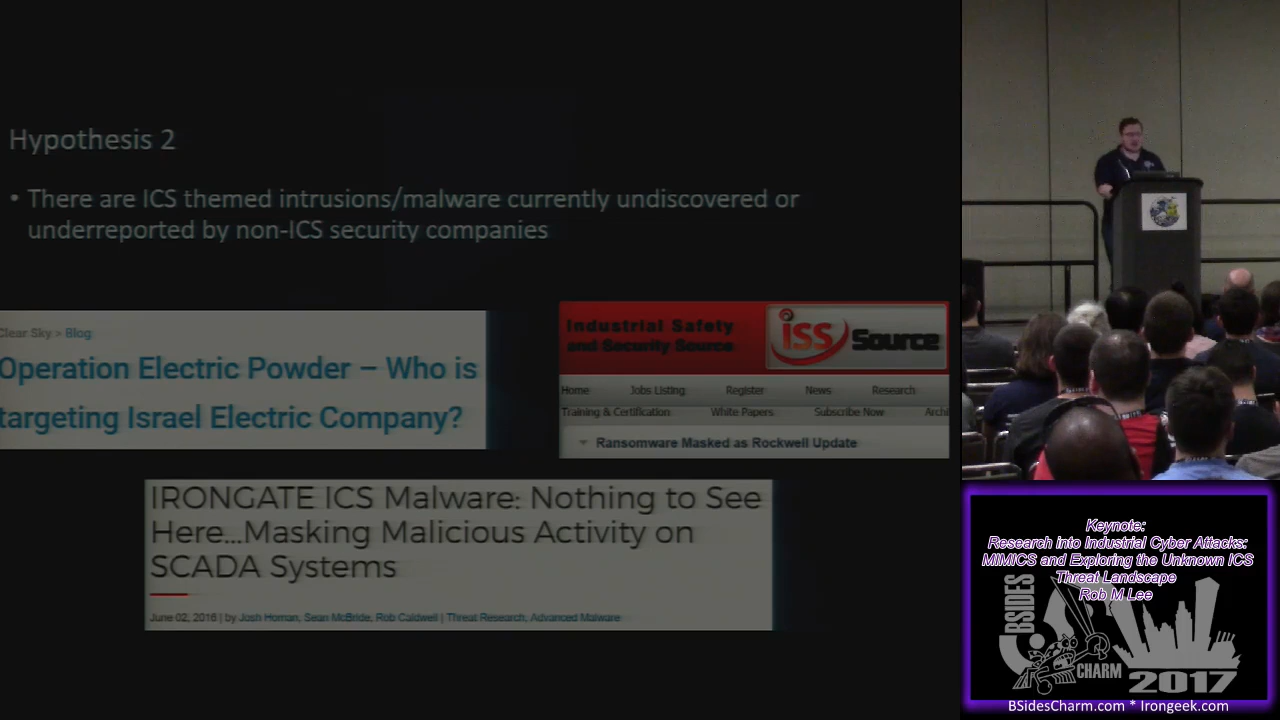 Hypothesis 2
• There are ICS themed intrusions/malware currently undiscovered or
underreported by non-ICS security companies
Clear Sky > Blog
Operation Electric Powder – Who is
targeting Israel Electric Company?
Industrial Safety
and Security Source
iSS Source
Home Jobs Listing Register News Research
Training & Certification White Papers Subscribe Now Archi
Ransomware Masked as Rockwell Update
IRONGATE ICS Malware: Nothing to See
Here...Masking Malicious Activity on
SCADA Systems
June 02, 2016 | by Josh Homan, Sean McBride, Rob Caldwell | Threat Research, Advanced Malware
Keynote:
Research into Industrial Cyber Attacks:
MIMICS and Exploring the Unknown ICS
Threat Landscape
Rob M Lee
BSIDES
CHARM
2017
BSidesCharm.com * Irongeek.com